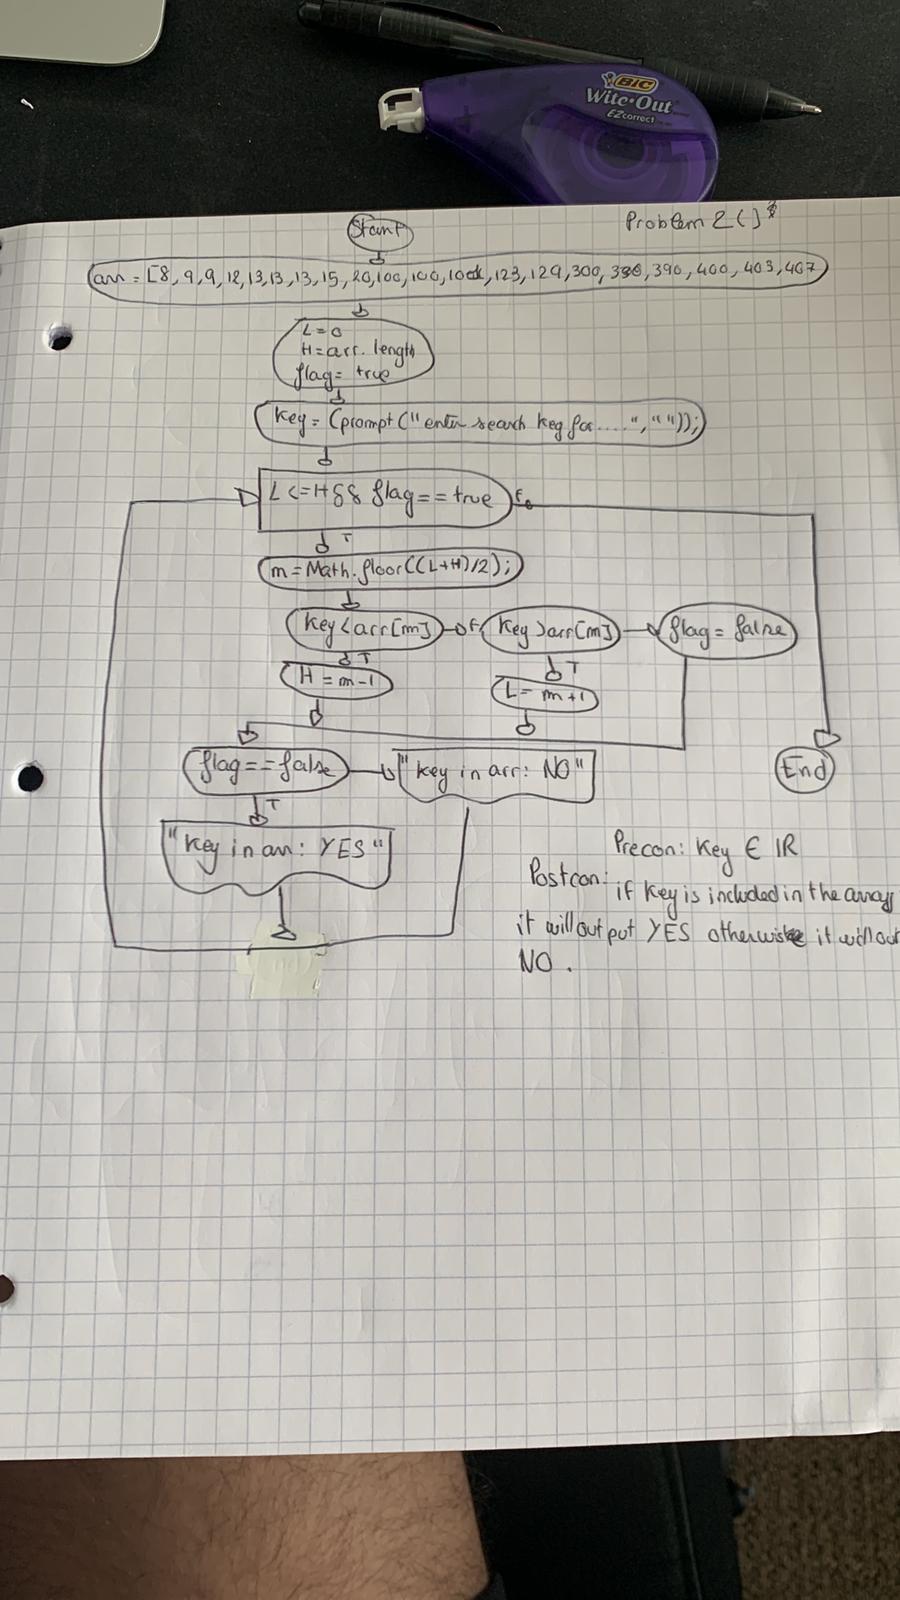 BIC
Wite·Out
EZcorrect
Problem 2 ( )
Start
arr = [8, 9, 9, 12, 13, 13, 13, 15, 20, 100, 100, 123, 129, 300, 390, 400, 403, 467
L = 0
H = arr. length
flag = true
Key = (prompt ("enter search key for....", " "));
L <= H && flag == true
F
T
m = Math.floor((L+H)/2);
Key < arr[m]
F
Key > arr[m]
flag = false
T
T
H = m-1
L = m+1
flag == false
"Key in arr: NO"
End
T
"Key in arr: YES"
Precon: Key ∈ IR
Postcon: if Key is included in the array
it will output YES otherwise it will out
NO .